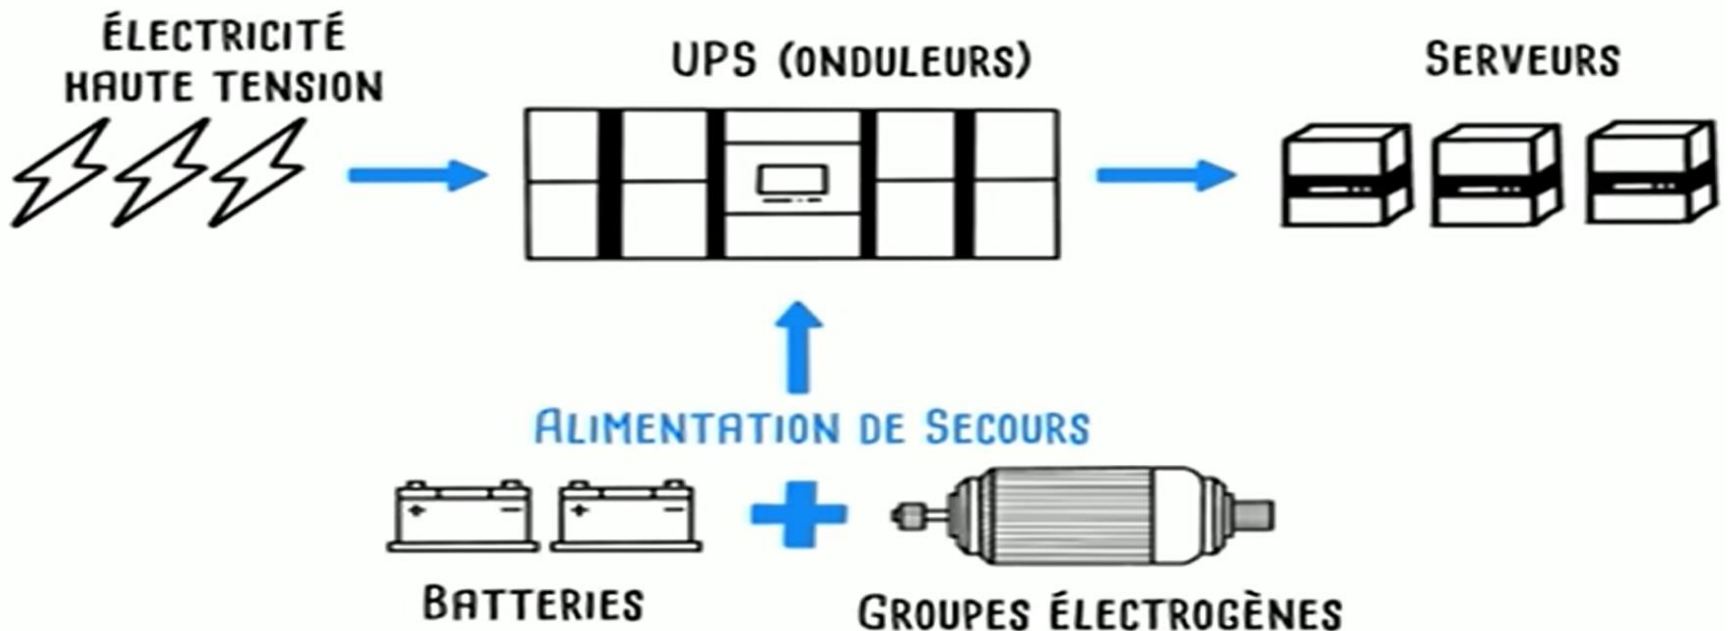 ÉLECTRICITÉ
HAUTE TENSION
UPS (ONDULEURS)
SERVEURS
ALIMENTATION DE SECOURS
BATTERIES
GROUPES ÉLECTROGÈNES